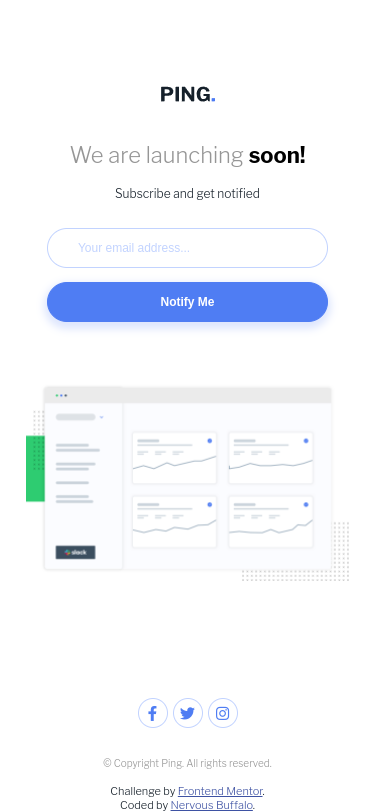 PING.
We are launching soon!
Subscribe and get notified
Your email address...
Notify Me
slack
© Copyright Ping. All rights reserved.
Challenge by Frontend Mentor.
Coded by Nervous Buffalo.